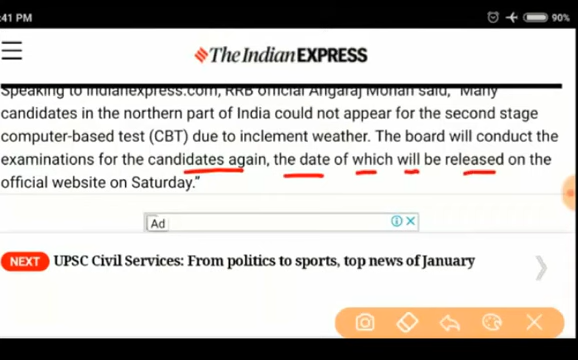 :41 PM
90%
The Indian EXPRESS
Speaking to indianexpress.com, RRB official Angaraj Mohan said, "Many
candidates in the northern part of India could not appear for the second stage
computer-based test (CBT) due to inclement weather. The board will conduct the
examinations for the candidates again, the date of which will be released on the
official website on Saturday."
Ad
NEXT UPSC Civil Services: From politics to sports, top news of January